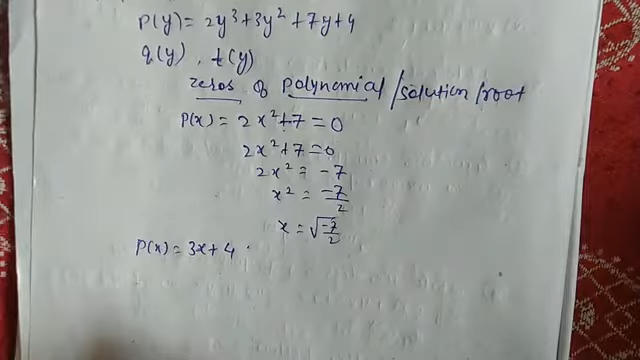 P(y) = 2y³+3y²+7y+4
q(y), t(y)
zeros of polynomial/solution/root
P(x) = 2x²+7 = 0
2x²+7 = 0
2x² = -7
x² = -7/2
x = √-7/2
P(x) = 3x+4